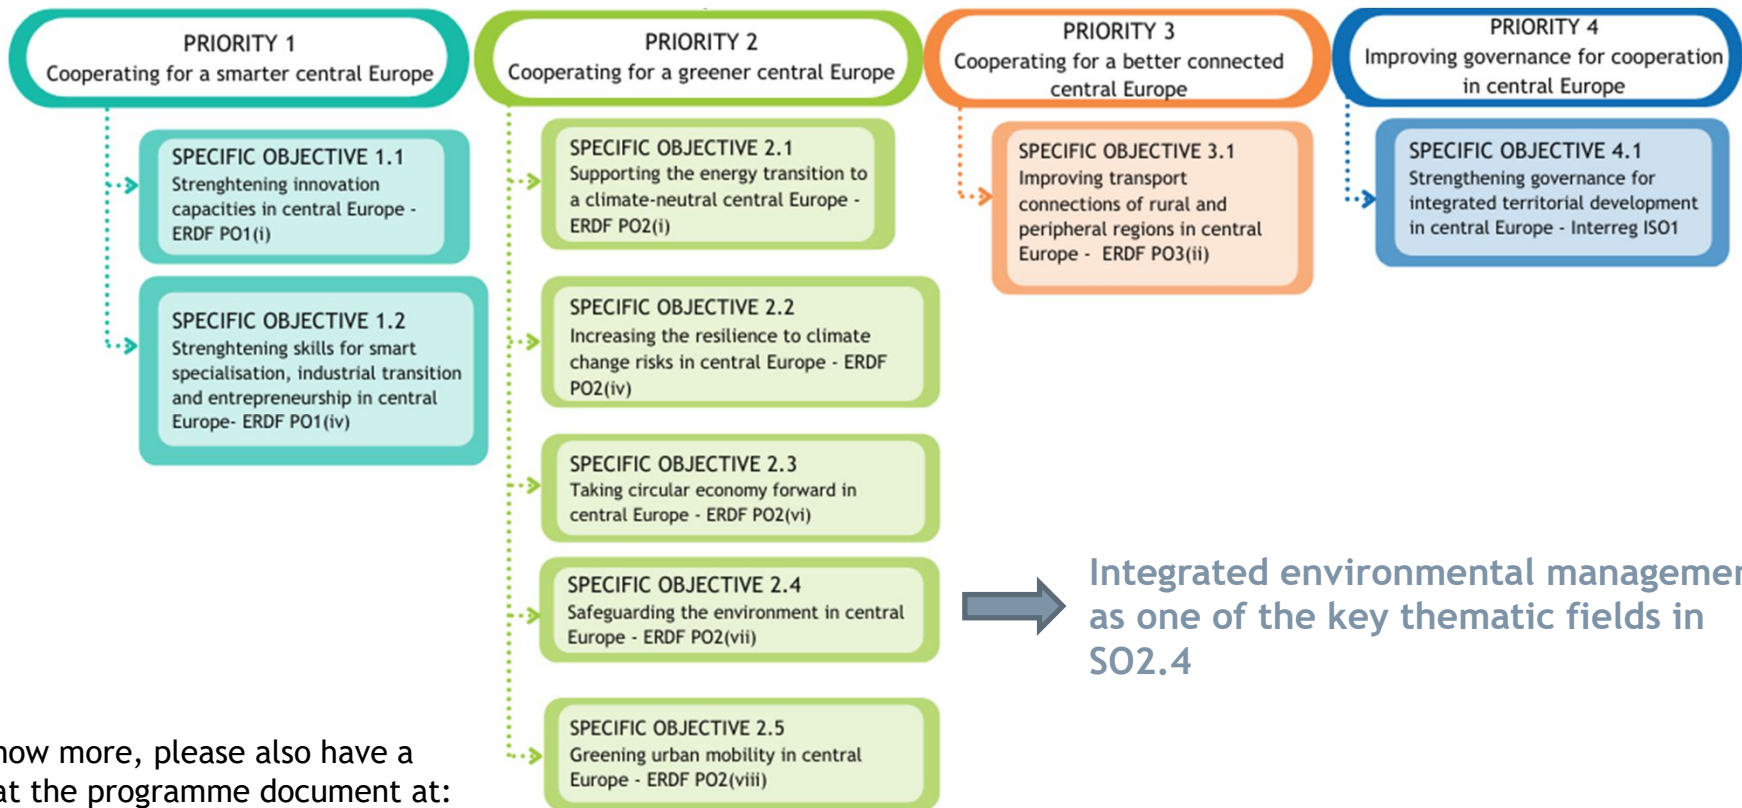 PRIORITY 1
Cooperating for a smarter central Europe
SPECIFIC OBJECTIVE 1.1
Strenghtening innovation
capacities in central Europe -
ERDF PO1(i)
SPECIFIC OBJECTIVE 1.2
Strenghtening skills for smart
specialisation, industrial transition
and entrepreneurship in central
Europe- ERDF PO1(iv)
PRIORITY 2
Cooperating for a greener central Europe
SPECIFIC OBJECTIVE 2.1
Supporting the energy transition to
a climate-neutral central Europe -
ERDF PO2(i)
SPECIFIC OBJECTIVE 2.2
Increasing the resilience to climate
change risks in central Europe - ERDF
PO2(iv)
SPECIFIC OBJECTIVE 2.3
Taking circular economy forward in
central Europe - ERDF PO2(vi)
SPECIFIC OBJECTIVE 2.4
Safeguarding the environment in central
Europe - ERDF PO2(vii)
SPECIFIC OBJECTIVE 2.5
Greening urban mobility in central
Europe - ERDF PO2(viii)
PRIORITY 3
Cooperating for a better connected
central Europe
SPECIFIC OBJECTIVE 3.1
Improving transport
connections of rural and
peripheral regions in central
Europe - ERDF PO3(ii)
PRIORITY 4
Improving governance for cooperation
in central Europe
SPECIFIC OBJECTIVE 4.1
Strengthening governance for
integrated territorial development
in central Europe - Interreg ISO1
Integrated environmental managemen
as one of the key thematic fields in
SO2.4
now more, please also have a
at the programme document at: